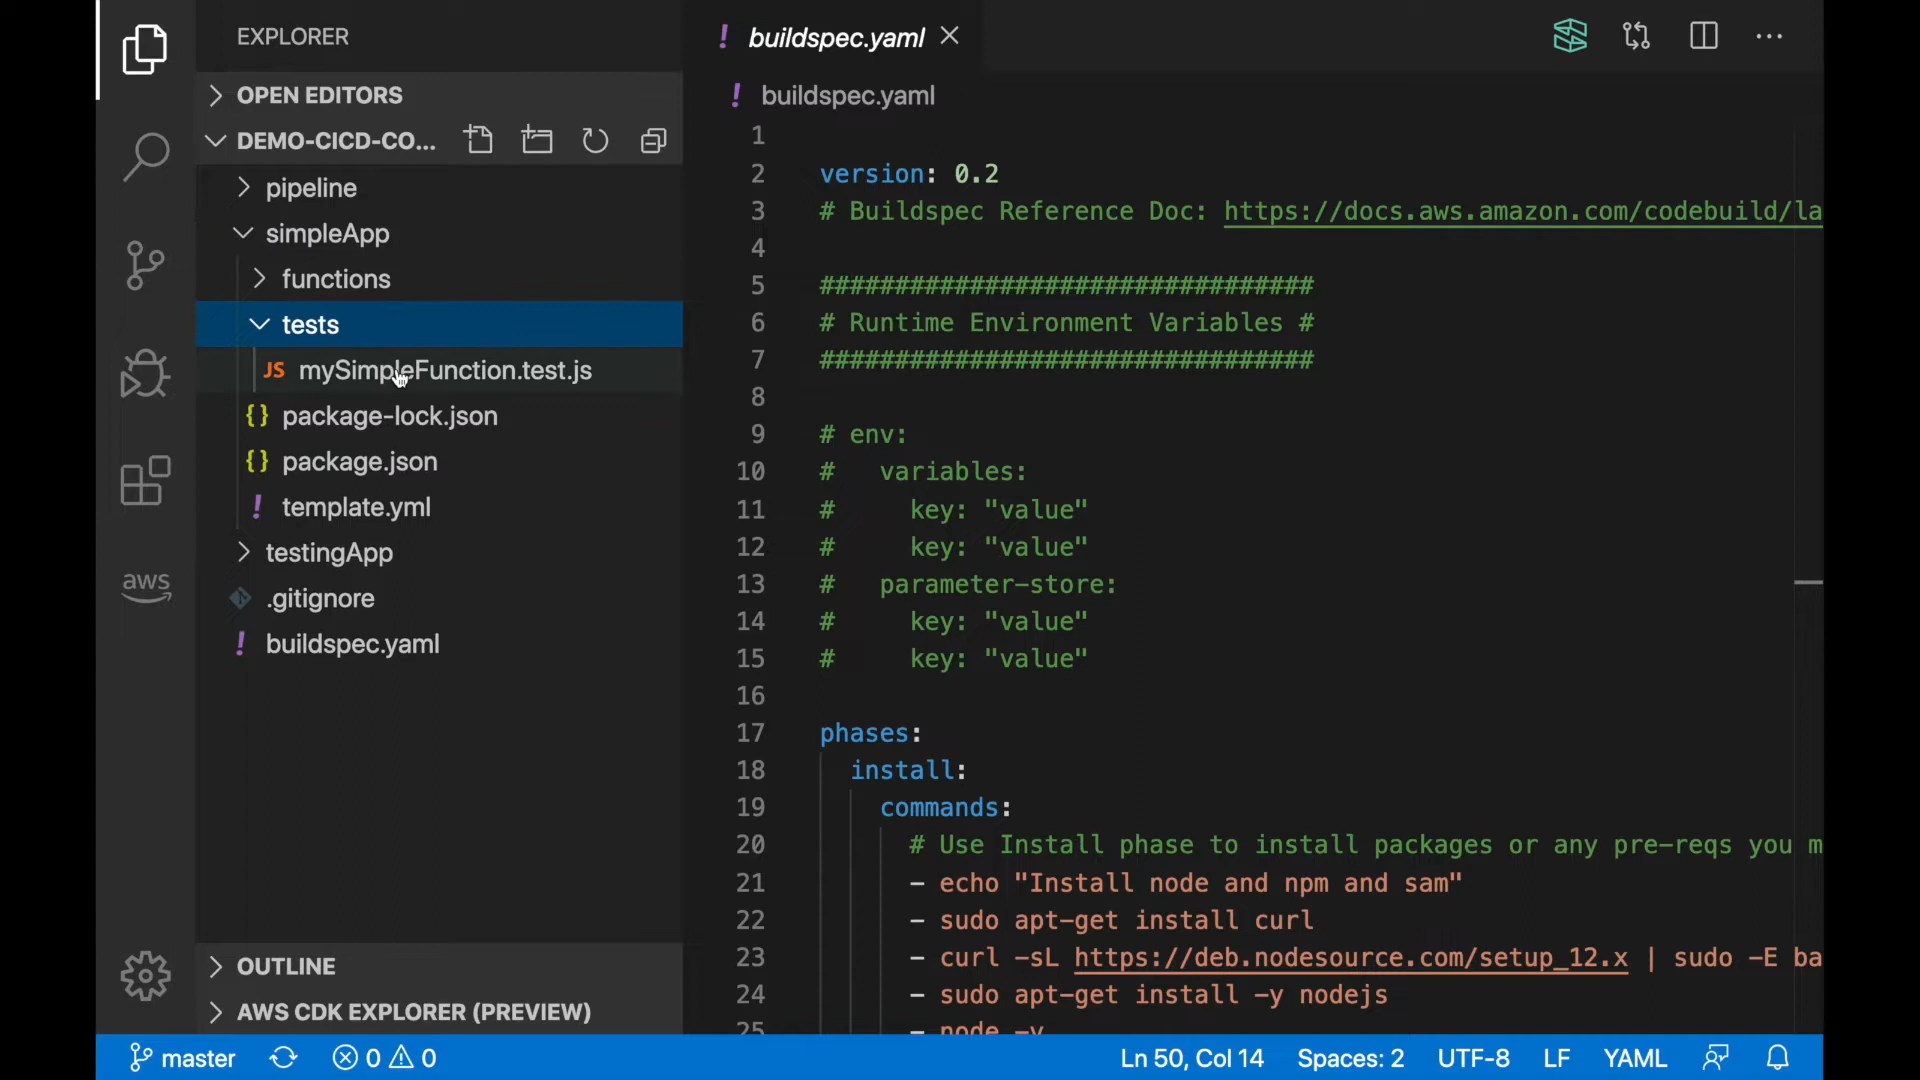 EXPLORER
OPEN EDITORS
DEMO-CICD-CO...
pipeline
simpleApp
functions
tests
JS mySimpleFunction.test.js
{} package-lock.json
{} package.json
! template.yml
testingApp
.gitignore
! buildspec.yaml
OUTLINE
AWS CDK EXPLORER (PREVIEW)
aws
! buildspec.yaml
! buildspec.yaml
1
2 version: 0.2
3 # Buildspec Reference Doc: https://docs.aws.amazon.com/codebuild/la
4
5 #################################
6 # Runtime Environment Variables #
7 #################################
8
9 # env:
10 #   variables:
11 #     key: "value"
12 #     key: "value"
13 #   parameter-store:
14 #     key: "value"
15 #     key: "value"
16
17 phases:
18   install:
19     commands:
20       # Use Install phase to install packages or any pre-reqs you m
21       - echo "Install node and npm and sam"
22       - sudo apt-get install curl
23       - curl -sL https://deb.nodesource.com/setup_12.x | sudo -E ba
24       - sudo apt-get install -y nodejs
25       - node -v
master 0 0 Ln 50, Col 14 Spaces: 2 UTF-8 LF YAML